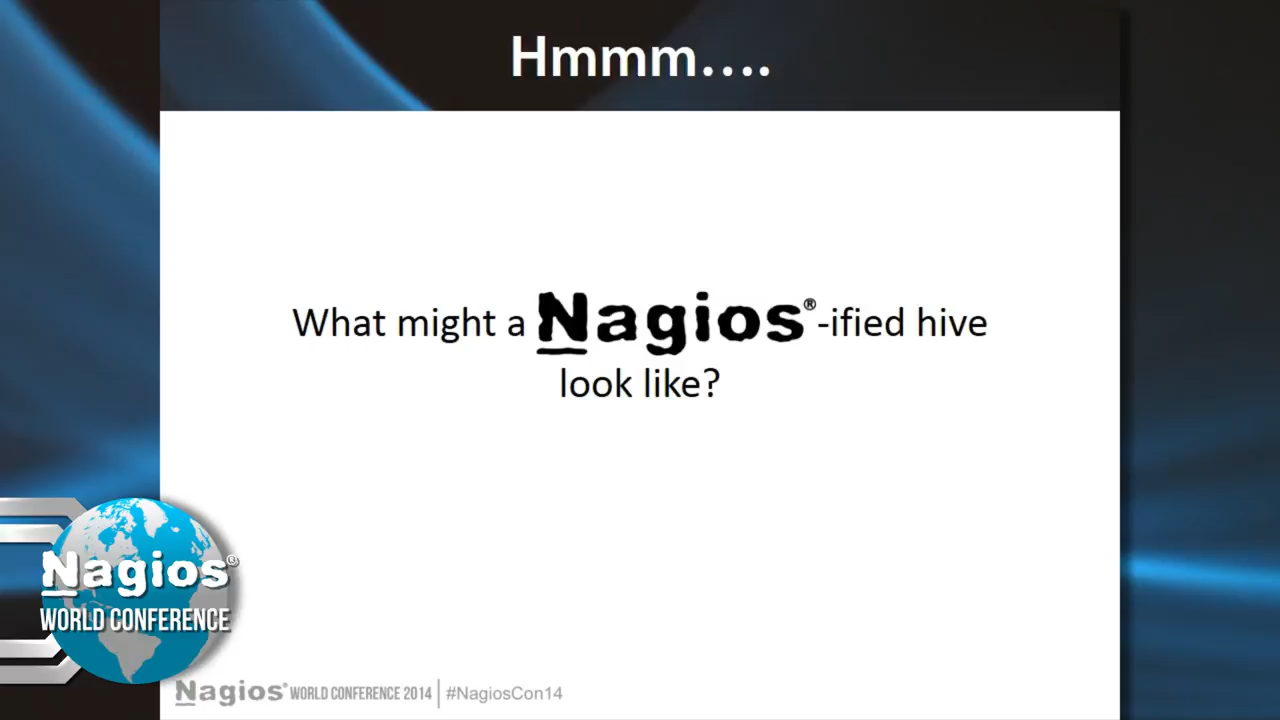 Hmmm....
What might a Nagios®-ified hive
look like?
Nagios®
WORLD CONFERENCE
Nagios® WORLD CONFERENCE 2014 | #NagiosCon14